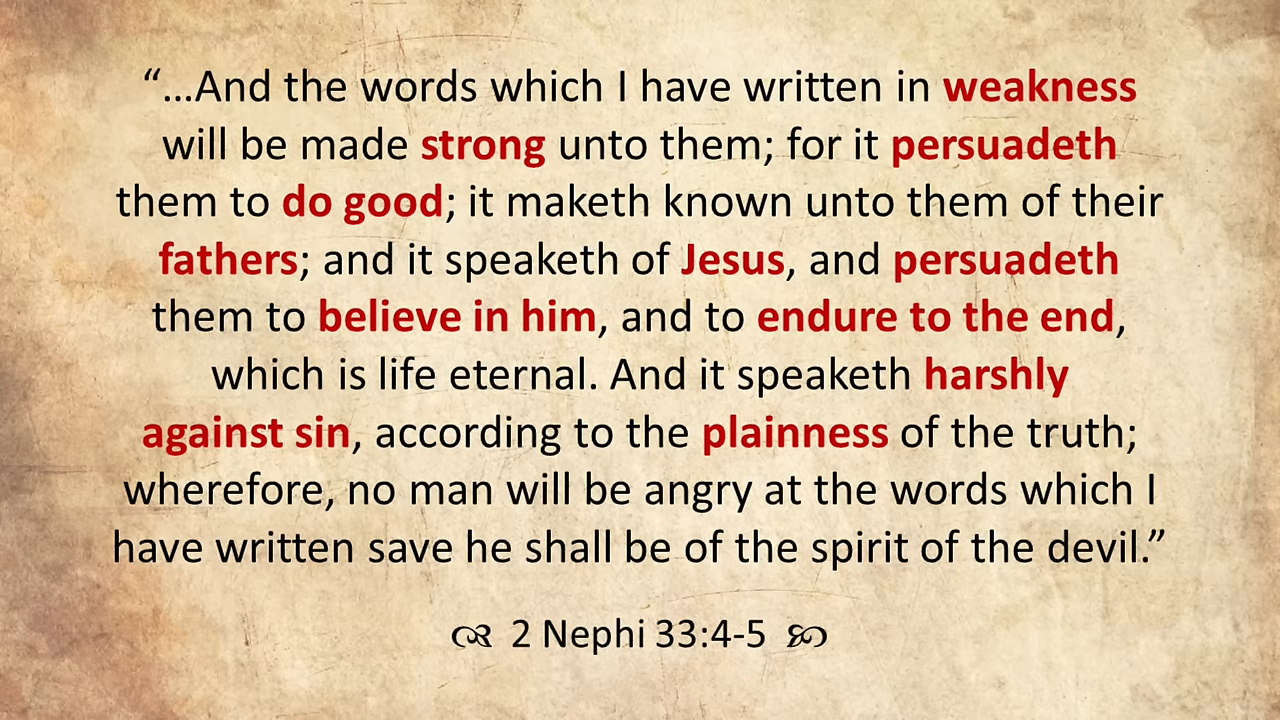 “...And the words which I have written in weakness
will be made strong unto them; for it persuadeth
them to do good; it maketh known unto them of their
fathers; and it speaketh of Jesus, and persuadeth
them to believe in him, and to endure to the end,
which is life eternal. And it speaketh harshly
against sin, according to the plainness of the truth;
wherefore, no man will be angry at the words which I
have written save he shall be of the spirit of the devil.”
2 Nephi 33:4-5